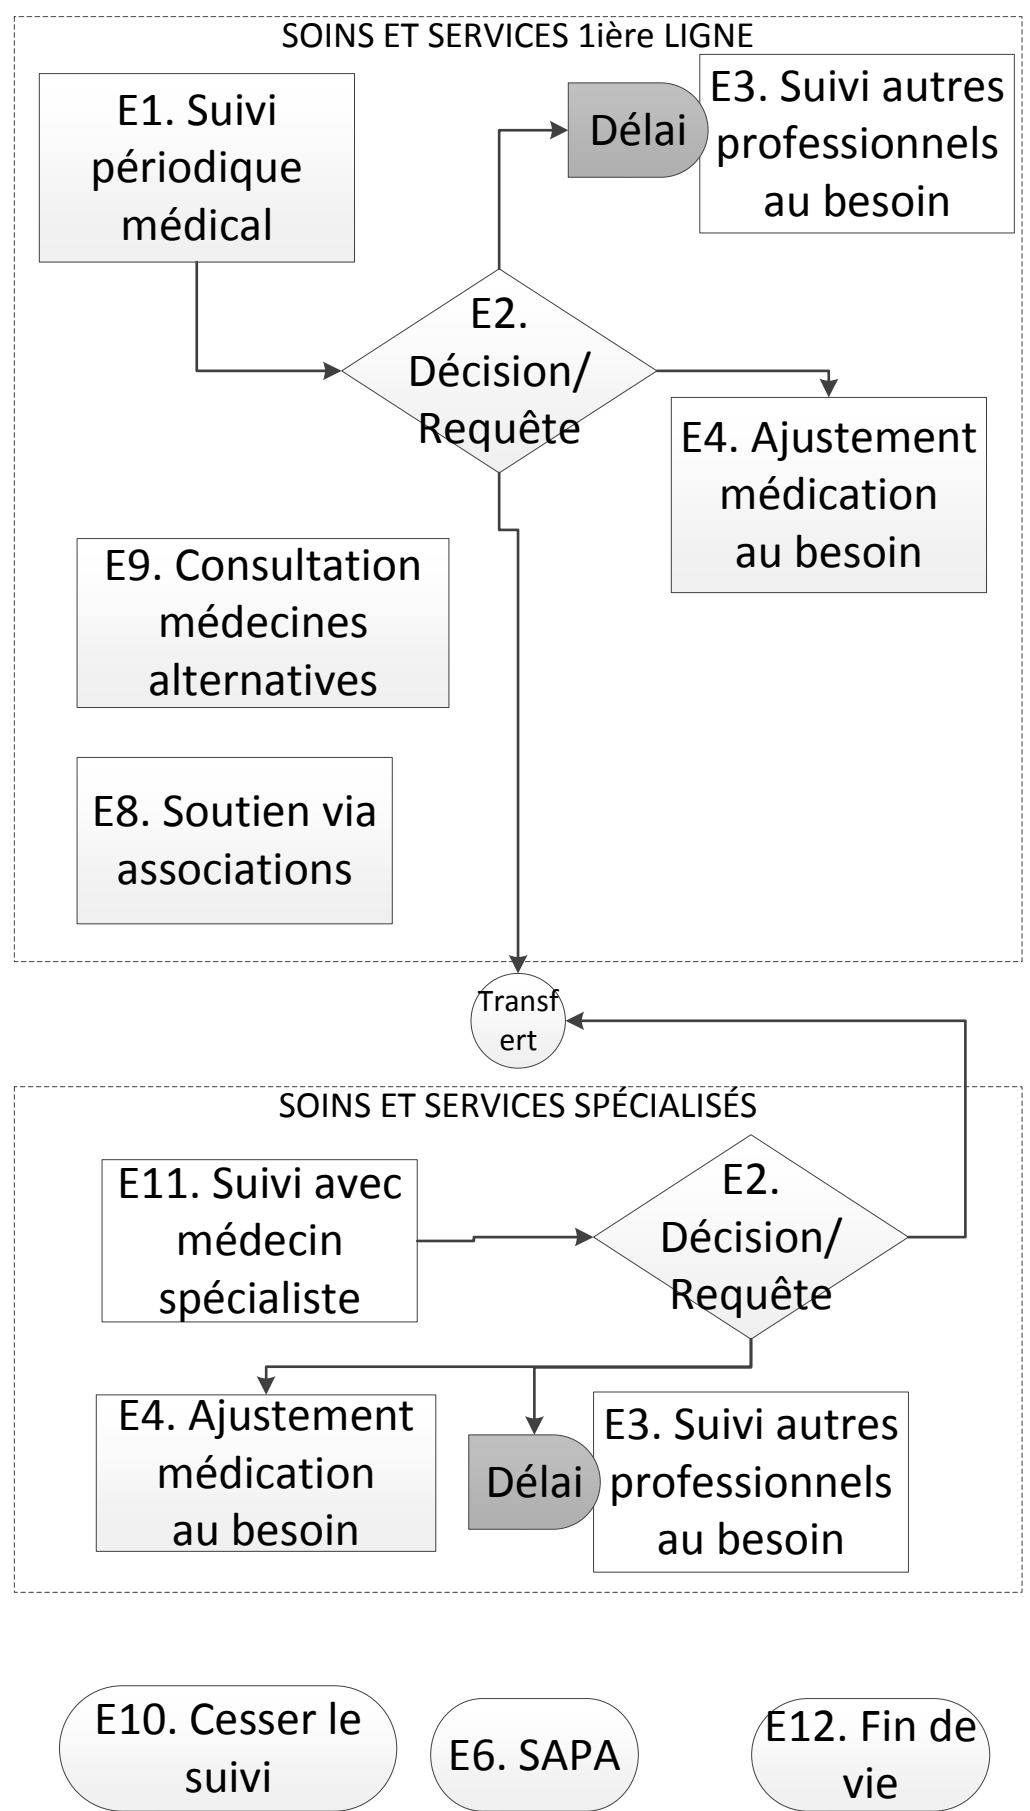 SOINS ET SERVICES 1ière LIGNE
E1. Suivi
périodique
médical
Délai
E3. Suivi autres
professionnels
au besoin
E2.
Décision/
Requête
E4. Ajustement
médication
au besoin
E9. Consultation
médecines
alternatives
E8. Soutien via
associations
Transf
ert
SOINS ET SERVICES SPÉCIALISÉS
E11. Suivi avec
médecin
spécialiste
E2.
Décision/
Requête
E4. Ajustement
médication
au besoin
Délai
E3. Suivi autres
professionnels
au besoin
E10. Cesser le
suivi
E6. SAPA
E12. Fin de
vie